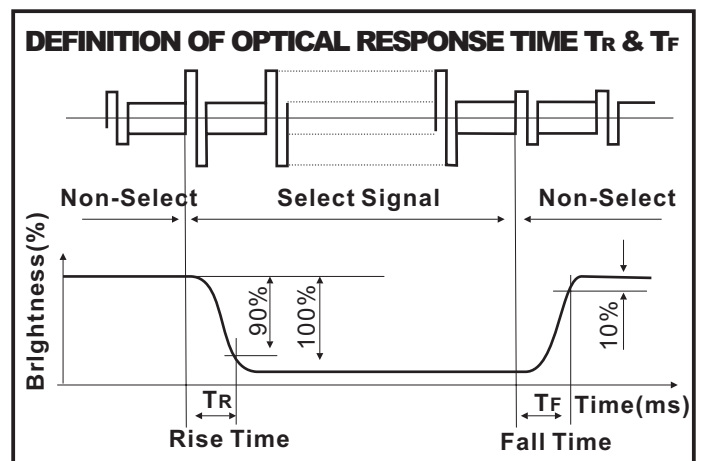 DEFINITION OF OPTICAL RESPONSE TIME TR & TF
Non-Select Select Signal Non-Select
BrIghtness(%)
90%
100%
10%
TR TF Time(ms)
Rise Time Fall Time